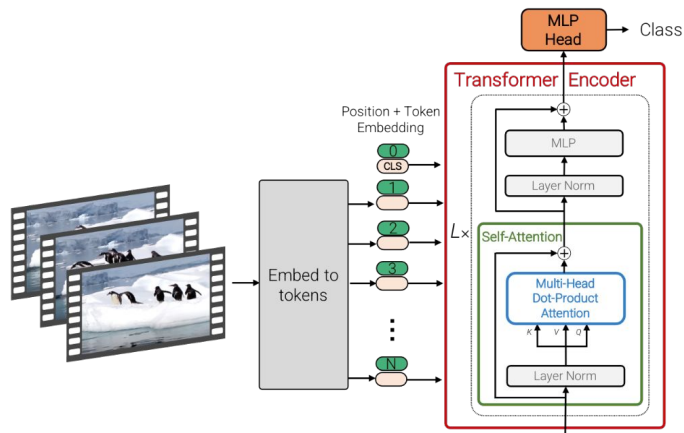 MLP
Head
Class
Transformer Encoder
Position + Token
Embedding
0
CLS
1
2
3
N
Embed to
tokens
L×
MLP
Layer Norm
Self-Attention
Multi-Head
Dot-Product
Attention
K V Q
Layer Norm